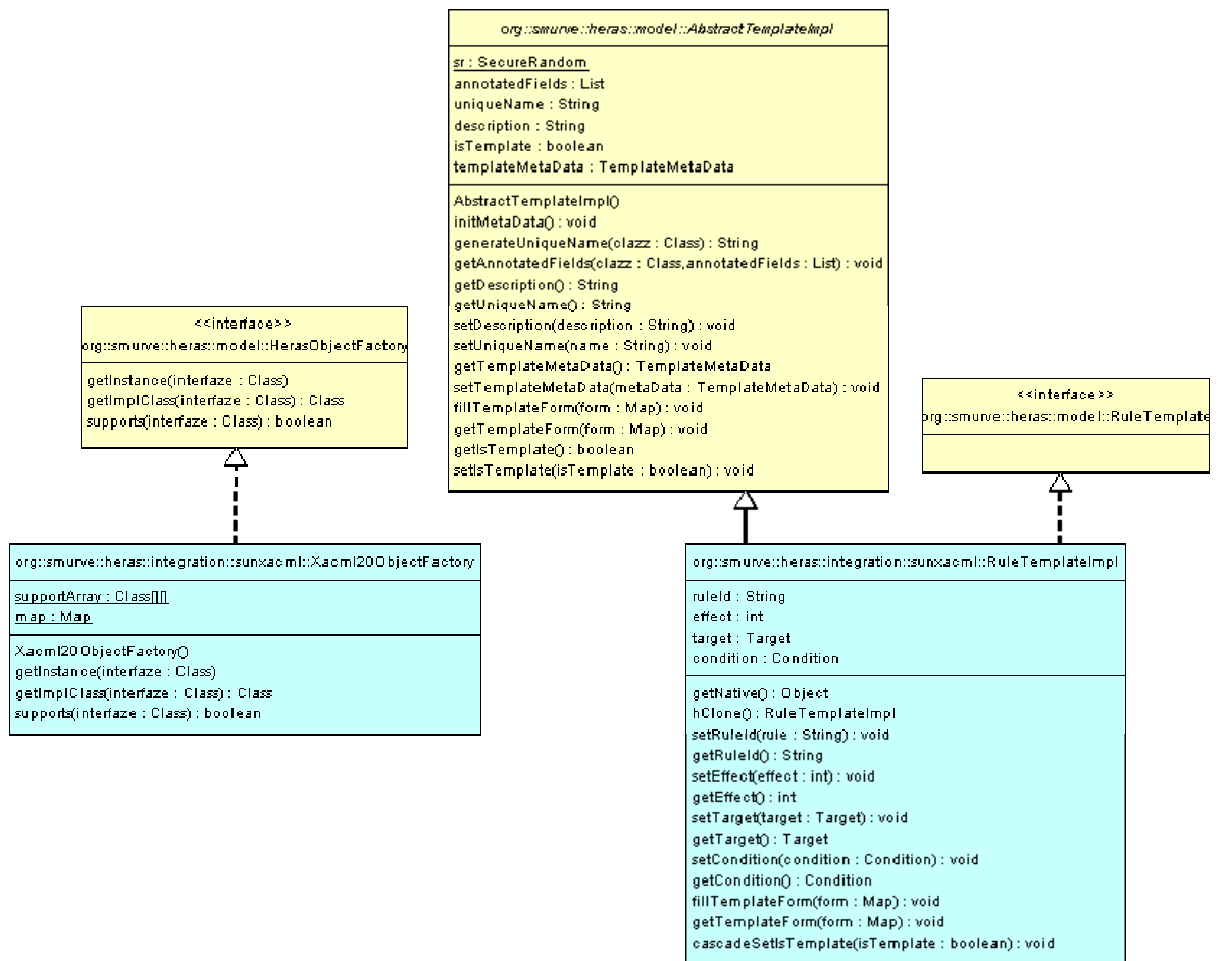 org::smurve::heras::model::AbstractTemplateImpl
sr : SecureRandom
annotatedFields : List
uniqueName : String
description : String
isTemplate : boolean
templateMetaData : TemplateMetaData
AbstractTemplateImpl()
initMetaData() : void
generateUniqueName(clazz : Class) : String
getAnnotatedFields(clazz : Class,annotatedFields : List) : void
getDescription() : String
getUniqueName() : String
setDescription(description : String) : void
setUniqueName(name : String) : void
getTemplateMetaData() : TemplateMetaData
setTemplateMetaData(metaData : TemplateMetaData) : void
fillTemplateForm(form : Map) : void
getTemplateForm(form : Map) : void
getIsTemplate() : boolean
setIsTemplate(isTemplate : boolean) : void
<<interface>>
org::smurve::heras::model::HerasObjectFactory
getInstance(interfaze : Class)
getImplClass(interfaze : Class) : Class
supports(interfaze : Class) : boolean
<<interface>>
org::smurve::heras::model::RuleTemplate
org::smurve::heras::integration::sunxacml::Xacml20ObjectFactory
supportArray : Class[][]
map : Map
Xacml20ObjectFactory()
getInstance(interfaze : Class)
getImplClass(interfaze : Class) : Class
supports(interfaze : Class) : boolean
org::smurve::heras::integration::sunxacml::RuleTemplateImpl
ruleId : String
effect : int
target : Target
condition : Condition
getNative() : Object
hClone() : RuleTemplateImpl
setRuleId(rule : String) : void
getRuleId() : String
setEffect(effect : int) : void
getEffect() : int
setTarget(target : Target) : void
getTarget() : Target
setCondition(condition : Condition) : void
getCondition() : Condition
fillTemplateForm(form : Map) : void
getTemplateForm(form : Map) : void
cascadeSetIsTemplate(isTemplate : boolean) : void